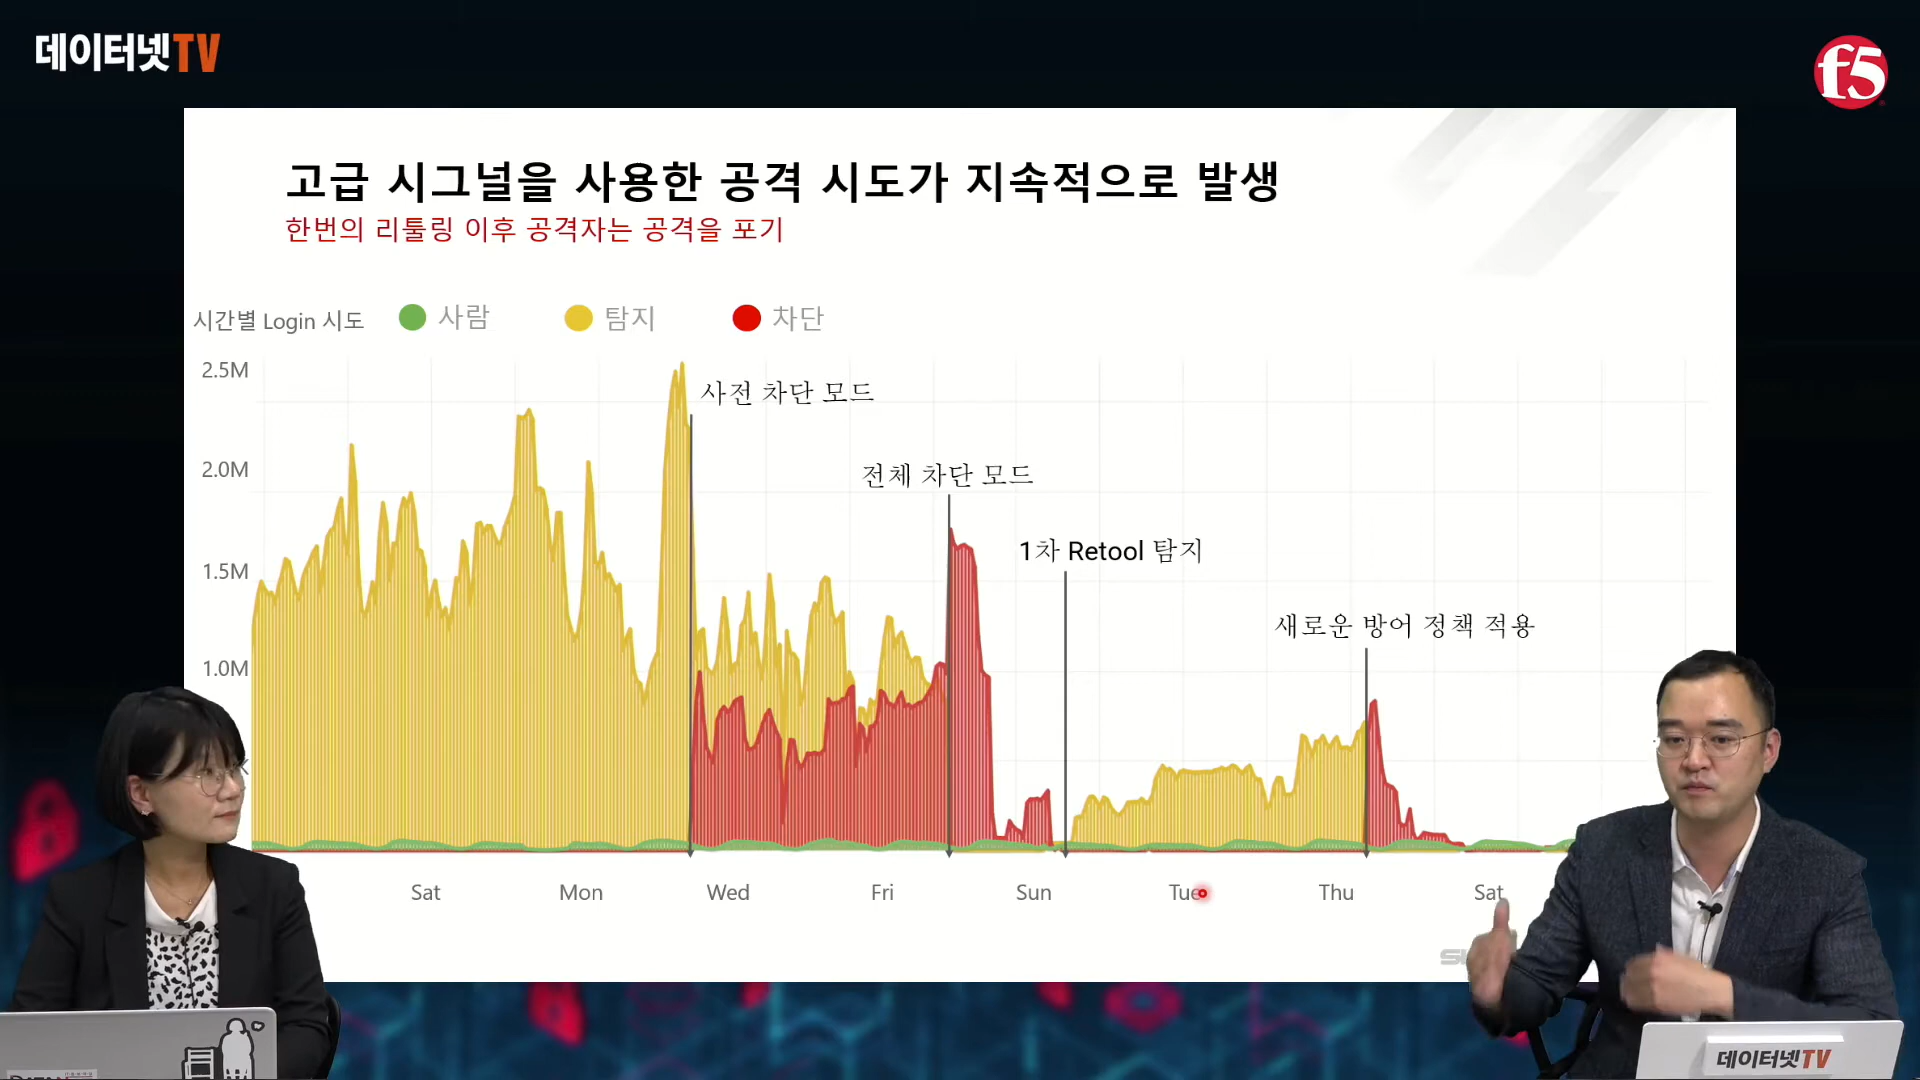 데이터넷TV
f5
고급 시그널을 사용한 공격 시도가 지속적으로 발생
한번의 리툴링 이후 공격자는 공격을 포기
시간별 Login 시도
사람
탐지
차단
2.5M
사전 차단 모드
2.0M
전체 차단 모드
1차 Retool 탐지
1.5M
새로운 방어 정책 적용
1.0M
Sat
Mon
Wed
Fri
Sun
Tue
Thu
Sat
데이터넷TV